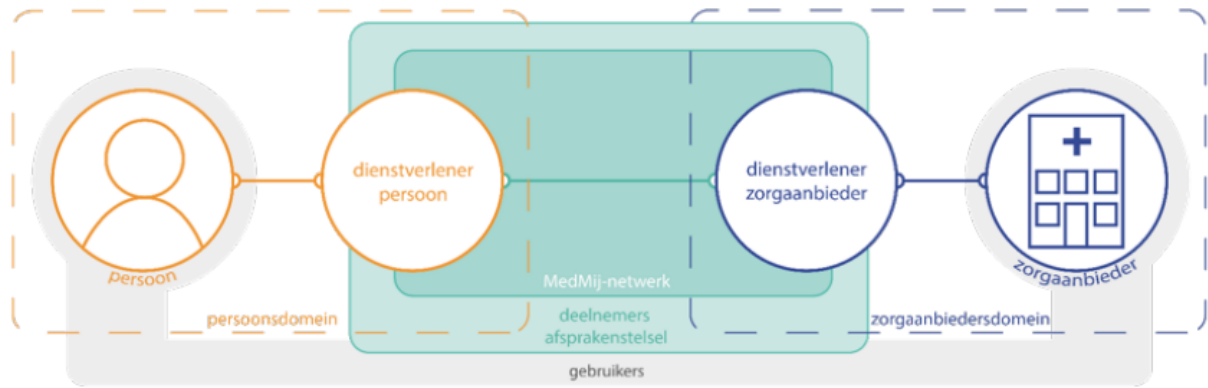 dienstverlener
persoon
dienstverlener
zorgaanbieder
persoon
zorgaanbieder
MedMij-netwerk
persoonsdomein
deelnemers
afsprakenstelsel
zorgaanbiedersdomein
gebruikers